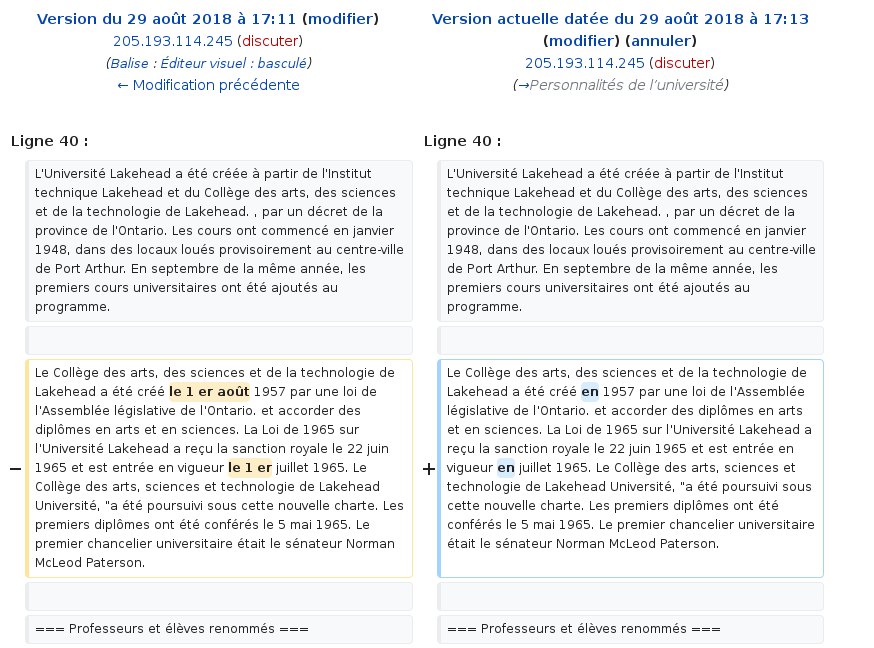 Version du 29 août 2018 à 17:11 (modifier)
205.193.114.245 (discuter)
(Balise : Éditeur visuel : basculé)
← Modification précédente
Version actuelle datée du 29 août 2018 à 17:13
(modifier) (annuler)
205.193.114.245 (discuter)
(→Personnalités de l'université)
Ligne 40 :
Ligne 40 :
L'Université Lakehead a été créée à partir de l'Institut
technique Lakehead et du Collège des arts, des sciences
et de la technologie de Lakehead. , par un décret de la
province de l'Ontario. Les cours ont commencé en janvier
1948, dans des locaux loués provisoirement au centre-ville
de Port Arthur. En septembre de la même année, les
premiers cours universitaires ont été ajoutés au
programme.
L'Université Lakehead a été créée à partir de l'Institut
technique Lakehead et du Collège des arts, des sciences
et de la technologie de Lakehead. , par un décret de la
province de l'Ontario. Les cours ont commencé en janvier
1948, dans des locaux loués provisoirement au centre-ville
de Port Arthur. En septembre de la même année, les
premiers cours universitaires ont été ajoutés au
programme.
−
Le Collège des arts, des sciences et de la technologie de
Lakehead a été créé le 1 er août 1957 par une loi de
l'Assemblée législative de l'Ontario. et accorder des
diplômes en arts et en sciences. La Loi de 1965 sur
l'Université Lakehead a reçu la sanction royale le 22 juin
1965 et est entrée en vigueur le 1 er juillet 1965. Le
Collège des arts, sciences et technologie de Lakehead
Université, "a été poursuivi sous cette nouvelle charte. Les
premiers diplômes ont été conférés le 5 mai 1965. Le
premier chancelier universitaire était le sénateur Norman
McLeod Paterson.
+
Le Collège des arts, des sciences et de la technologie de
Lakehead a été créé en 1957 par une loi de l'Assemblée
législative de l'Ontario. et accorder des diplômes en arts
et en sciences. La Loi de 1965 sur l'Université Lakehead a
reçu la sanction royale le 22 juin 1965 et est entrée en
vigueur en juillet 1965. Le Collège des arts, sciences et
technologie de Lakehead Université, "a été poursuivi sous
cette nouvelle charte. Les premiers diplômes ont été
conférés le 5 mai 1965. Le premier chancelier universitaire
était le sénateur Norman McLeod Paterson.
=== Professeurs et élèves renommés ===
=== Professeurs et élèves renommés ===